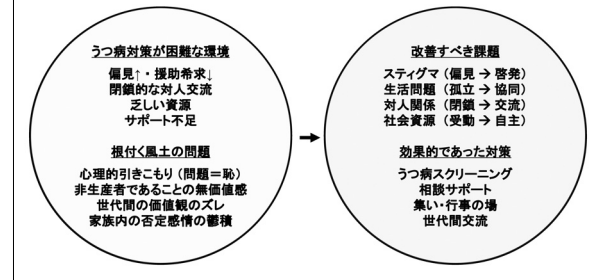 うつ病対策が困難な環境
偏見↑・援助希求↓
閉鎖的な対人交流
乏しい資源
サポート不足
根付く風土の問題
心理的引きこもり（問題＝恥）
非生産者であることの無価値感
世代間の価値観のズレ
家族内の否定感情の鬱積
改善すべき課題
スティグマ（偏見 → 啓発）
生活問題（孤立 → 協同）
対人関係（閉鎖 → 交流）
社会資源（受動 → 自主）
効果的であった対策
うつ病スクリーニング
相談サポート
集い・行事の場
世代間交流